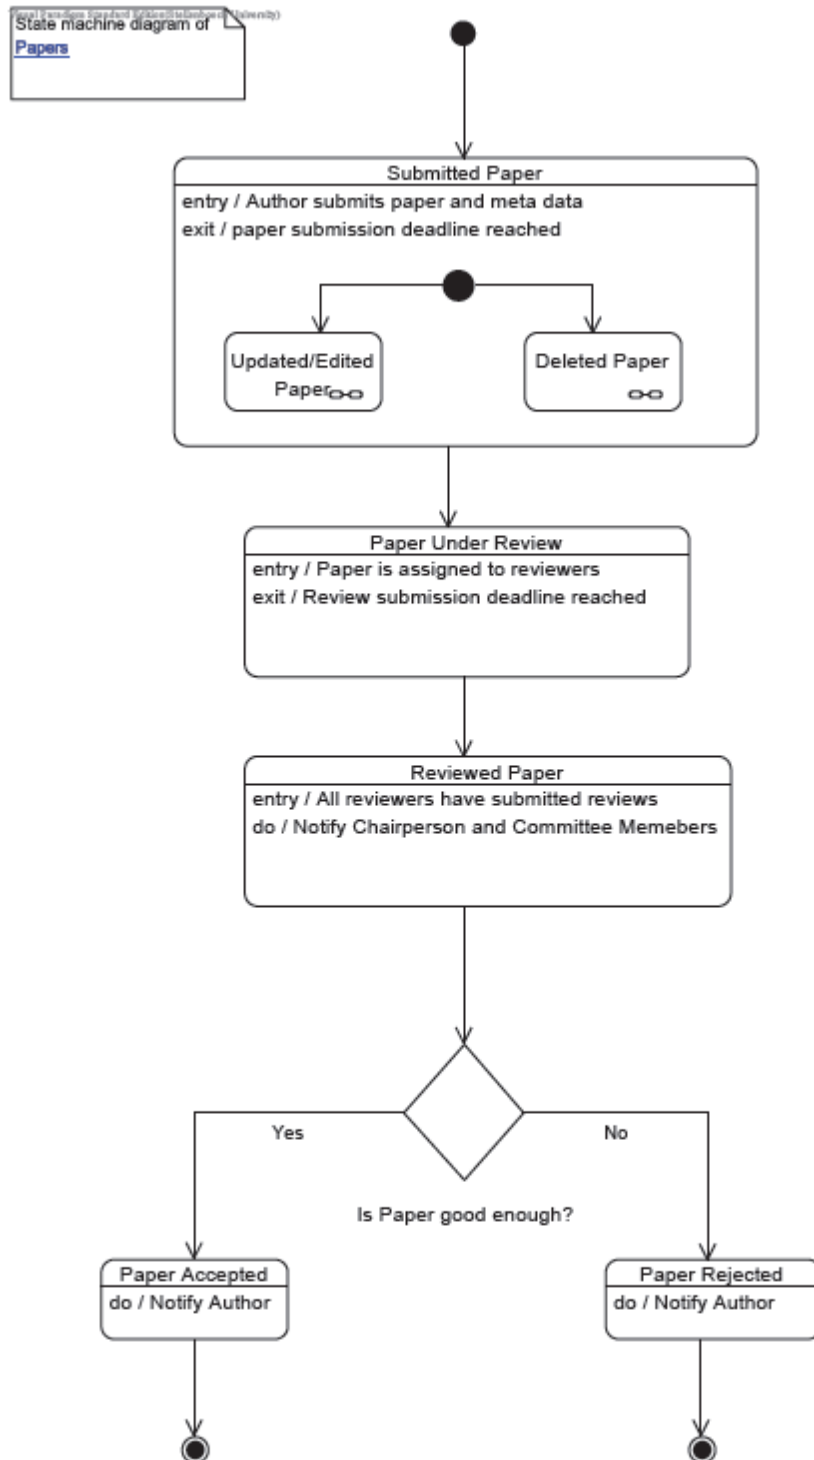 State machine diagram of
Papers
Submitted Paper
entry / Author submits paper and meta data
exit / paper submission deadline reached
Updated/Edited
Paper
Deleted Paper
Paper Under Review
entry / Paper is assigned to reviewers
exit / Review submission deadline reached
Reviewed Paper
entry / All reviewers have submitted reviews
do / Notify Chairperson and Committee Memebers
Yes
No
Is Paper good enough?
Paper Accepted
do / Notify Author
Paper Rejected
do / Notify Author